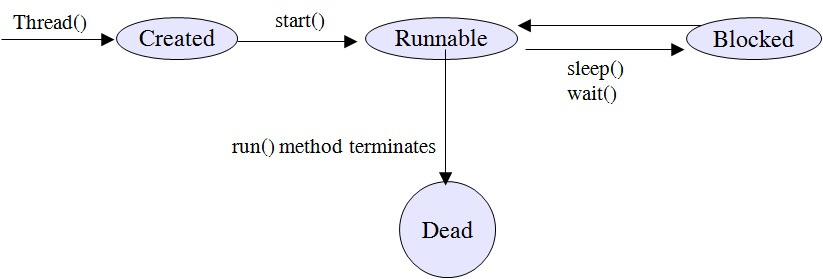 Thread()
Created
start()
Runnable
Blocked
sleep()
wait()
run() method terminates
Dead